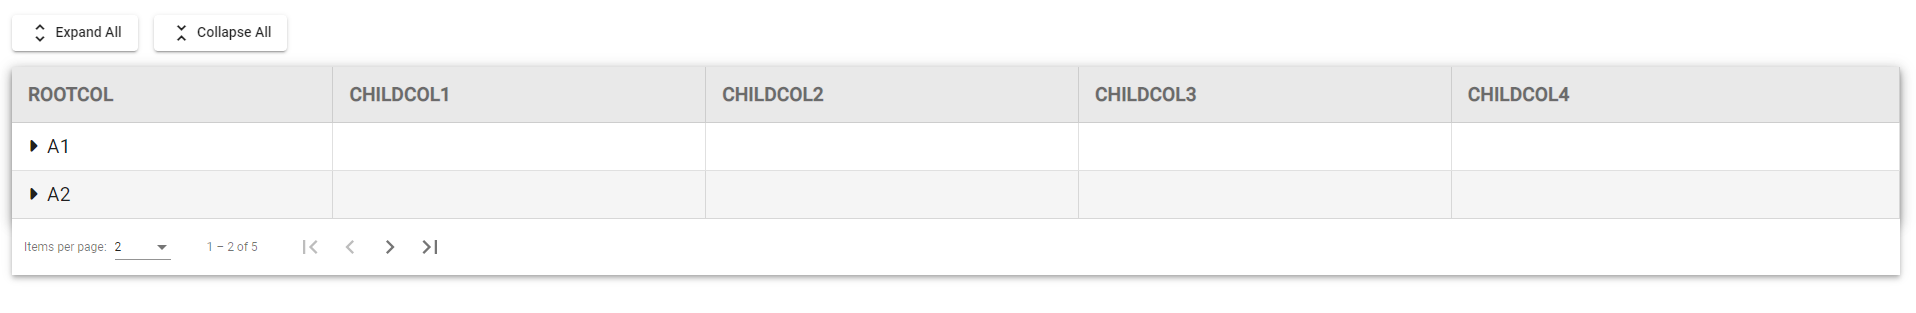 Expand All Collapse All
ROOTCOL CHILDCOL1 CHILDCOL2 CHILDCOL3 CHILDCOL4
A1
A2
Items per page: 2 1 – 2 of 5